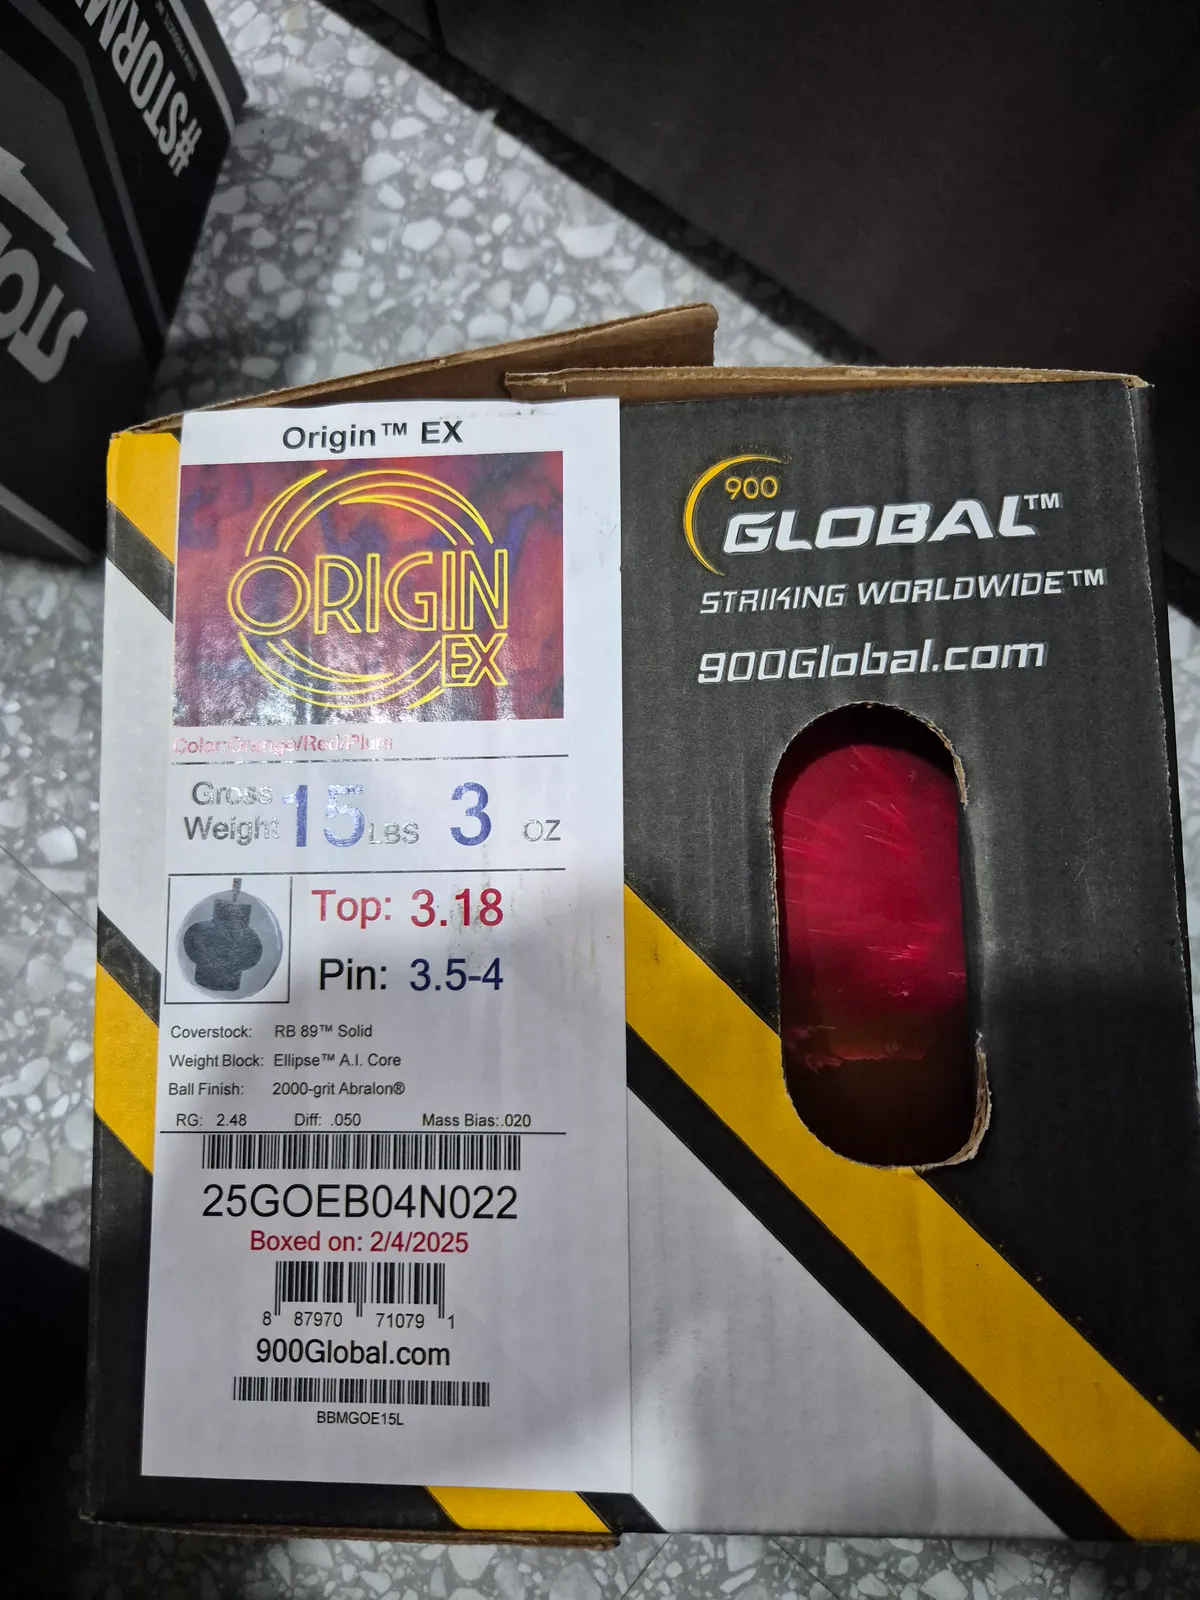 #STORM
STO
Origin™ EX
ORIGIN
EX
Color:Orange/Red/Plum
Gross
Weight 15 LBS 3 OZ
Top: 3.18
Pin: 3.5-4
Coverstock: RB 89™ Solid
Weight Block: Ellipse™ A.I. Core
Ball Finish: 2000-grit Abralon®
RG: 2.48 Diff: .050 Mass Bias:.020
25GOEB04N022
Boxed on: 2/4/2025
8 87970 71079 1
900Global.com
BBMGOE15L
900
GLOBAL™
STRIKING WORLDWIDE™
900Global.com